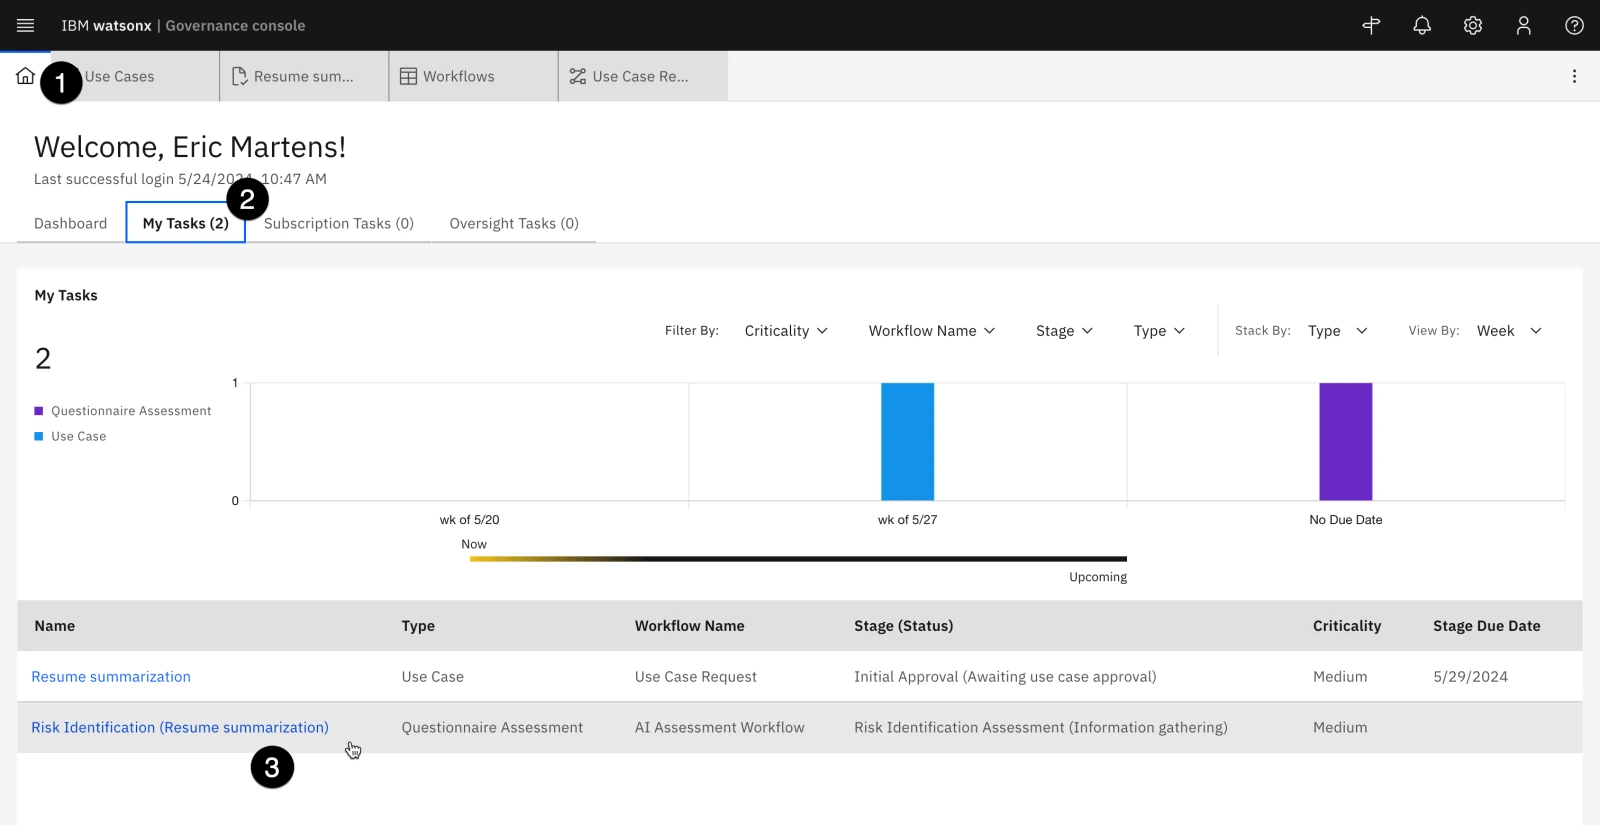 IBM watsonx | Governance console
1
Use Cases
Resume sum...
Workflows
Use Case Re...
Welcome, Eric Martens!
Last successful login 5/24/2024, 10:47 AM
2
Dashboard
My Tasks (2)
Subscription Tasks (0)
Oversight Tasks (0)
My Tasks
Filter By: Criticality Workflow Name Stage Type Stack By: Type View By: Week
2
1
Questionnaire Assessment
Use Case
0
wk of 5/20 wk of 5/27 No Due Date
Now
Upcoming
Name Type Workflow Name Stage (Status) Criticality Stage Due Date
Resume summarization Use Case Use Case Request Initial Approval (Awaiting use case approval) Medium 5/29/2024
Risk Identification (Resume summarization) Questionnaire Assessment AI Assessment Workflow Risk Identification Assessment (Information gathering) Medium
3